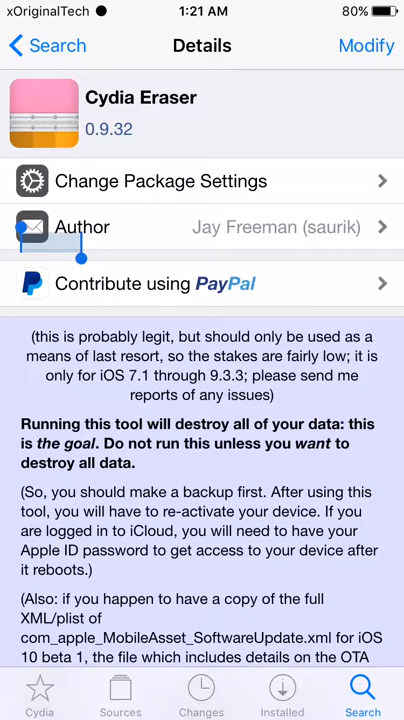 xOriginalTech 1:21 AM 80%
Search Details Modify
Cydia Eraser
0.9.32
Change Package Settings
Author Jay Freeman (saurik)
Contribute using PayPal
(this is probably legit, but should only be used as a
means of last resort, so the stakes are fairly low; it is
only for iOS 7.1 through 9.3.3; please send me
reports of any issues)
Running this tool will destroy all of your data: this
is the goal. Do not run this unless you want to
destroy all data.
(So, you should make a backup first. After using this
tool, you will have to re-activate your device. If you
are logged in to iCloud, you will need to have your
Apple ID password to get access to your device after
it reboots.)
(Also: if you happen to have a copy of the full
XML/plist of
com_apple_MobileAsset_SoftwareUpdate.xml for iOS
10 beta 1, the file which includes details on the OTA
Cydia Sources Changes Installed Search